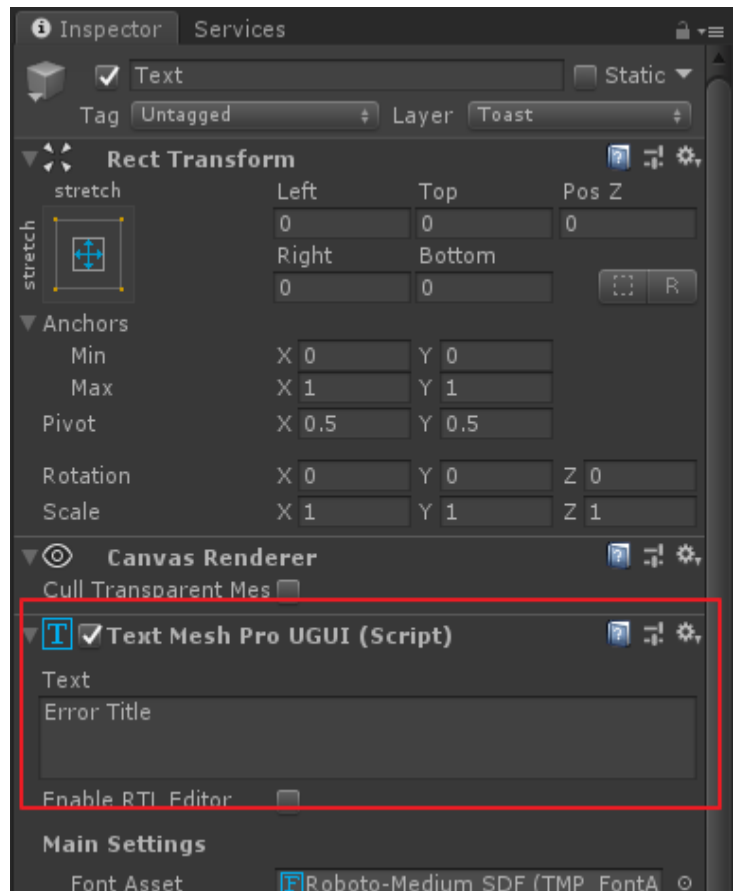 Inspector Services
Text Static
Tag Untagged Layer Toast
Rect Transform
stretch Left Top Pos Z
stretch
0 0 0
Right Bottom
0 0 R
Anchors
Min X 0 Y 0
Max X 1 Y 1
Pivot X 0.5 Y 0.5
Rotation X 0 Y 0 Z 0
Scale X 1 Y 1 Z 1
Canvas Renderer
Cull Transparent Mes
T Text Mesh Pro UGUI (Script)
Text
Error Title
Enable RTL Editor
Main Settings
Font Asset F Roboto-Medium SDF (TMP_FontA